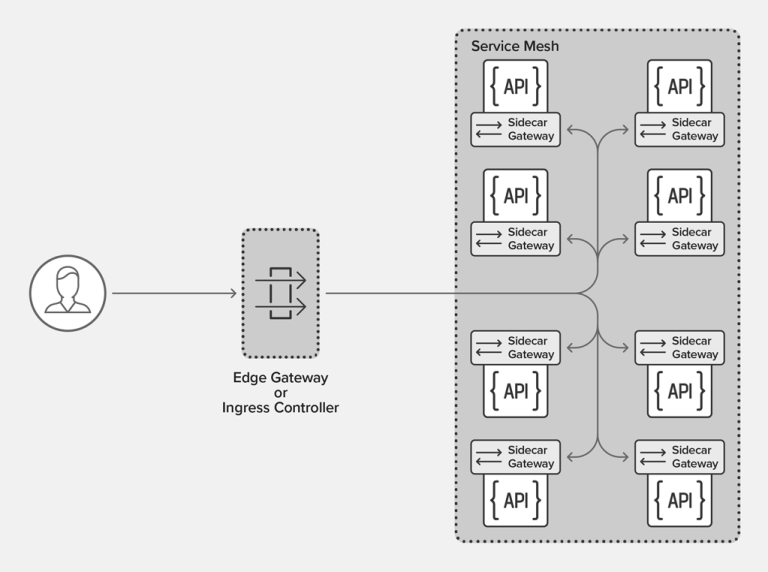 Service Mesh
{ API }
{ API }
Sidecar
Gateway
Sidecar
Gateway
{ API }
{ API }
Sidecar
Gateway
Sidecar
Gateway
Edge Gateway
or
Ingress Controller
Sidecar
Gateway
Sidecar
Gateway
{ API }
{ API }
Sidecar
Gateway
Sidecar
Gateway
{ API }
{ API }